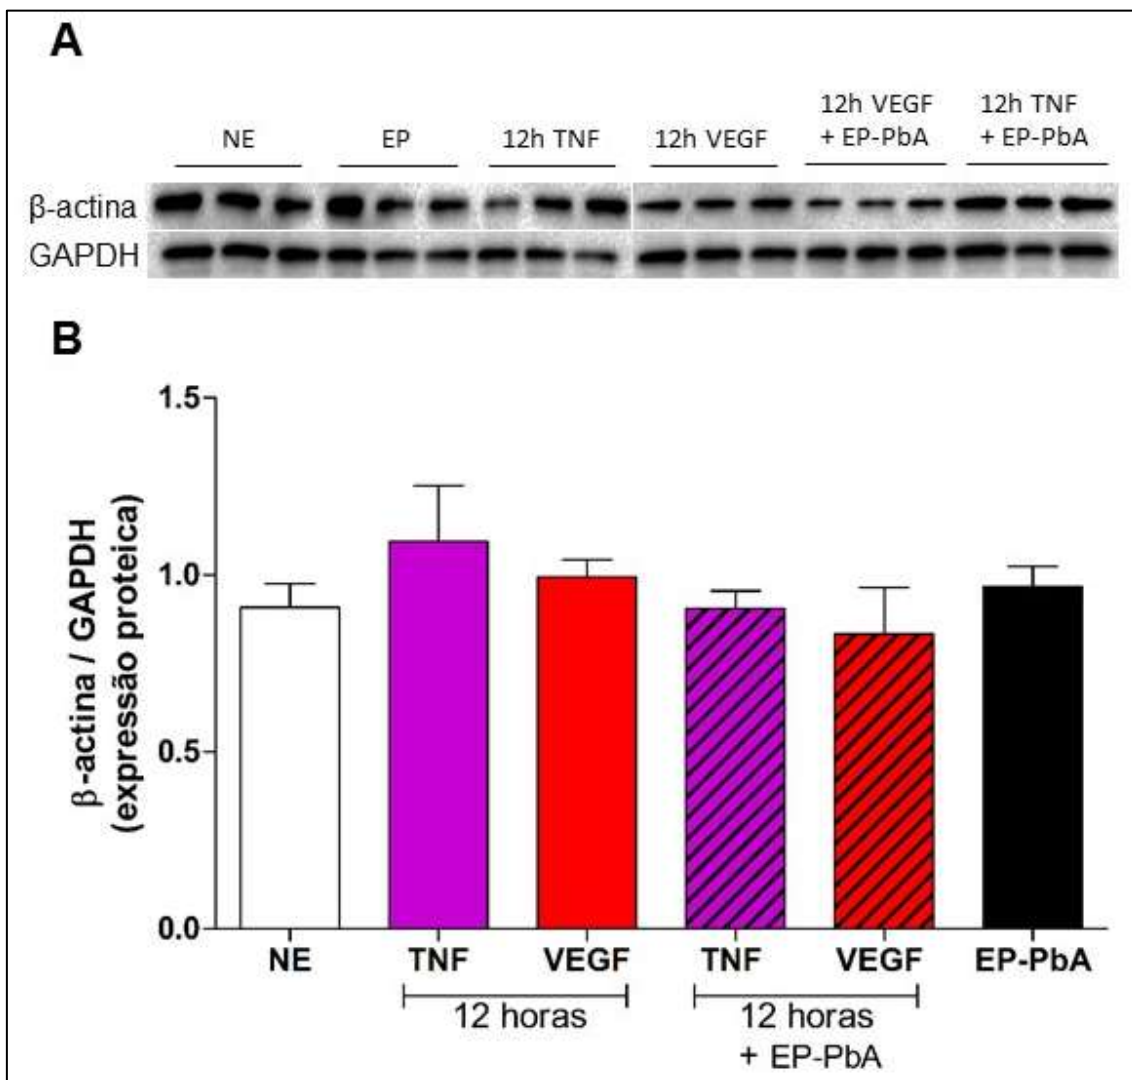 A
NE EP 12h TNF 12h VEGF 12h VEGF + EP-PbA 12h TNF + EP-PbA
β-actina
GAPDH
B
β-actina / GAPDH
(expressão proteica)
1.5
1.0
0.5
0.0
NE TNF VEGF TNF VEGF EP-PbA
12 horas 12 horas
+ EP-PbA